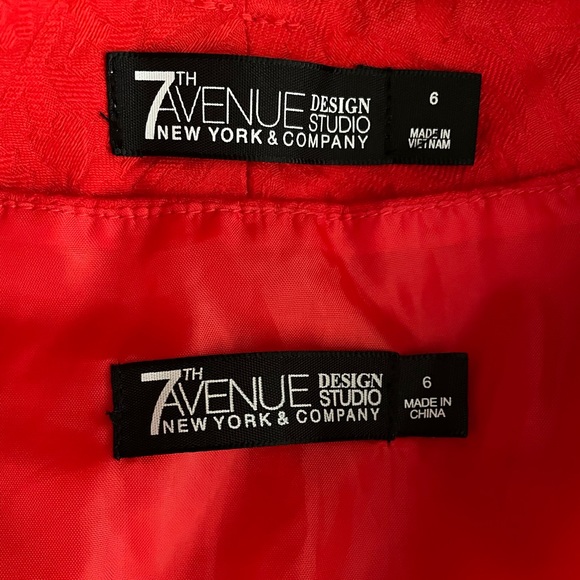 7TH AVENUE DESIGN STUDIO
NEW YORK & COMPANY
6
MADE IN
VIETNAM
7TH AVENUE DESIGN STUDIO
NEW YORK & COMPANY
6
MADE IN
CHINA